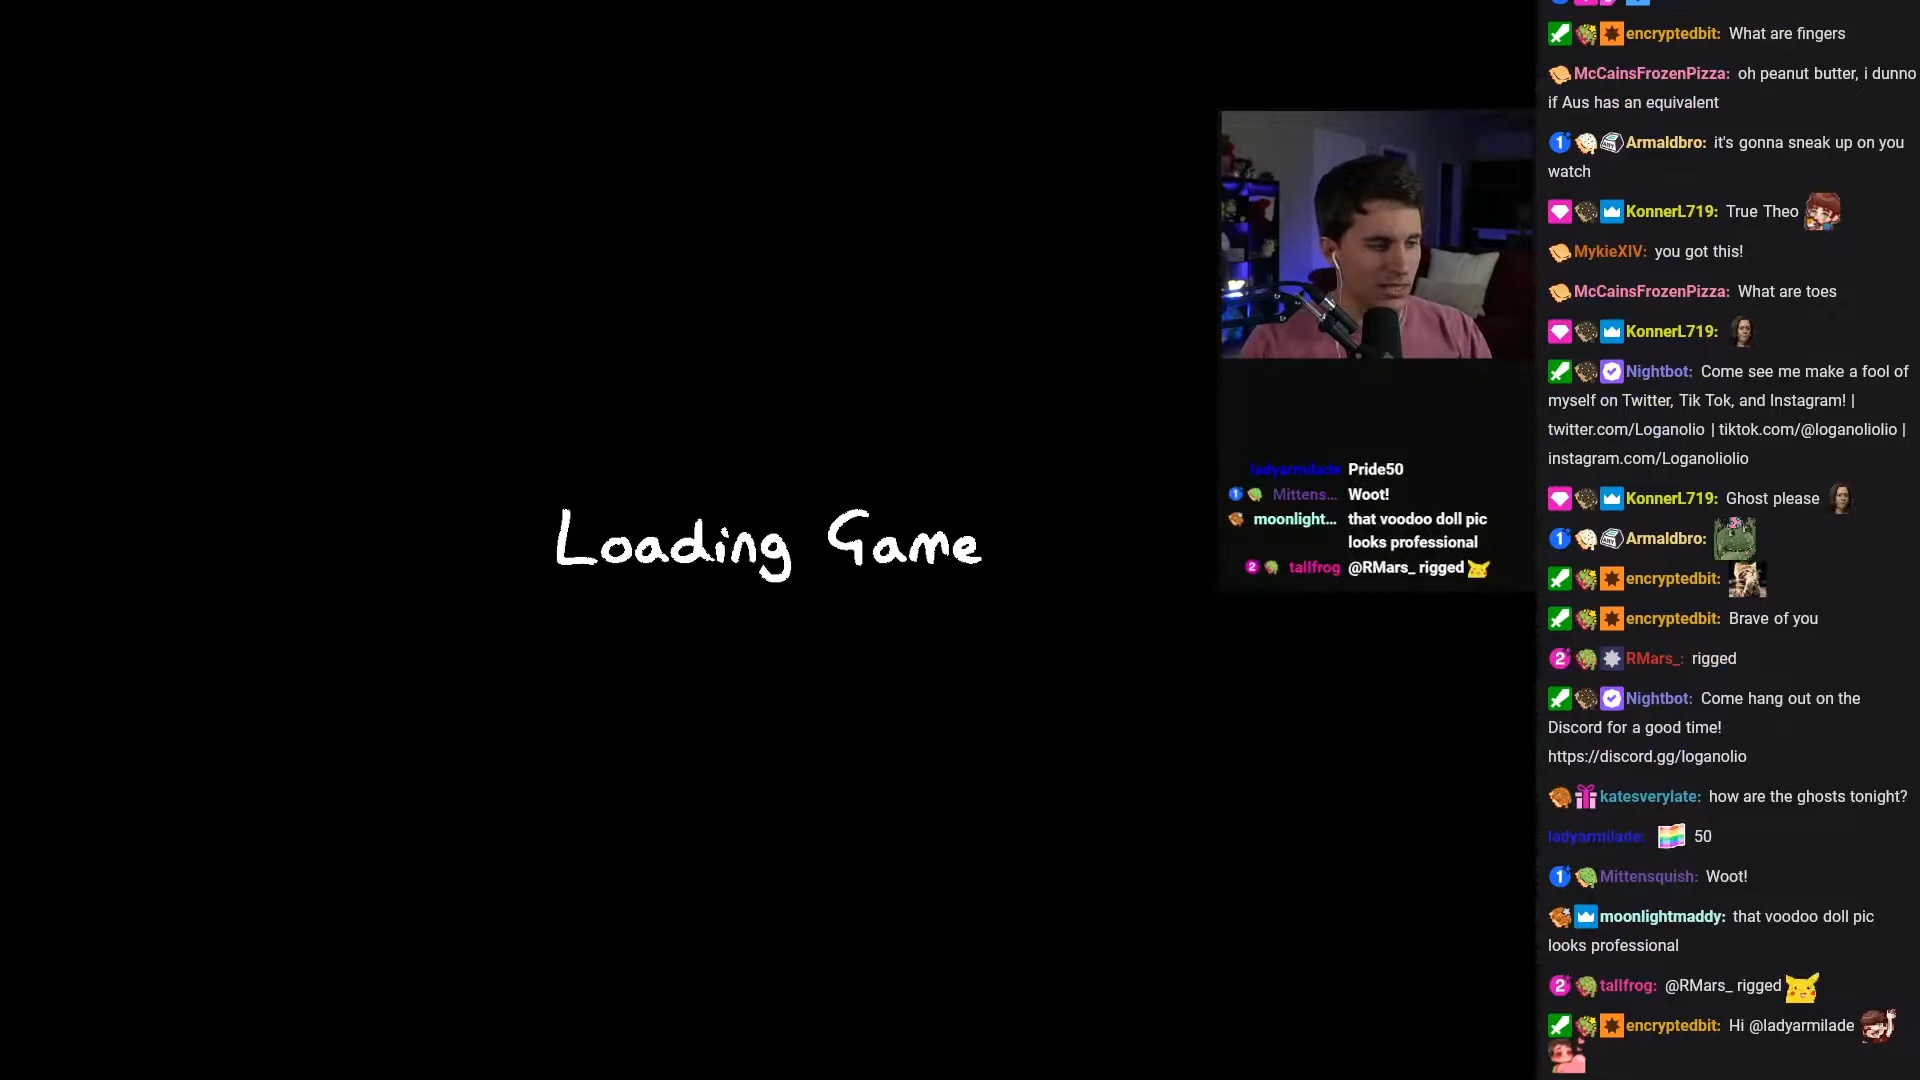 Loading Game
ladyarmilade Pride50
Mittens... Woot!
moonlight... that voodoo doll pic
looks professional
tallfrog @RMars_ rigged
encryptedbit: What are fingers
McCainsFrozenPizza: oh peanut butter, i dunno
if Aus has an equivalent
Armaldbro: it's gonna sneak up on you
watch
KonnerL719: True Theo
MykieXIV: you got this!
McCainsFrozenPizza: What are toes
KonnerL719:
Nightbot: Come see me make a fool of
myself on Twitter, Tik Tok, and Instagram! |
twitter.com/Loganolio | tiktok.com/@loganoliolio |
instagram.com/Loganoliolio
KonnerL719: Ghost please
Armaldbro:
encryptedbit:
encryptedbit: Brave of you
RMars_: rigged
Nightbot: Come hang out on the
Discord for a good time!
https://discord.gg/loganolio
katesverylate: how are the ghosts tonight?
ladyarmilade: 50
Mittensquish: Woot!
moonlightmaddy: that voodoo doll pic
looks professional
tallfrog: @RMars_ rigged
encryptedbit: Hi @ladyarmilade